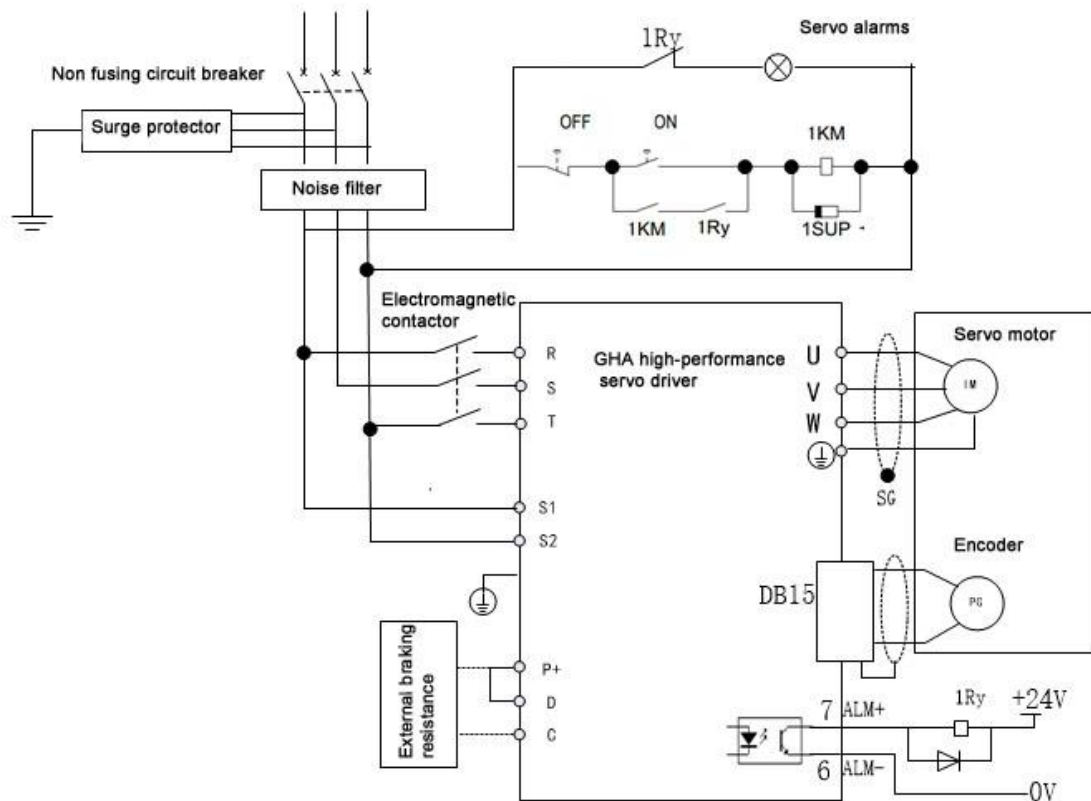 1Ry
Servo alarms
Non fusing circuit breaker
Surge protector
OFF
ON
1KM
Noise filter
1KM
1Ry
1SUP
Electromagnetic
contactor
R
S
T
GHA high-performance
servo driver
U
V
W
Servo motor
IM
SG
S1
S2
Encoder
DB15
PG
External braking
resistance
P+
D
C
7
ALM+
1Ry
+24V
6
ALM-
0V